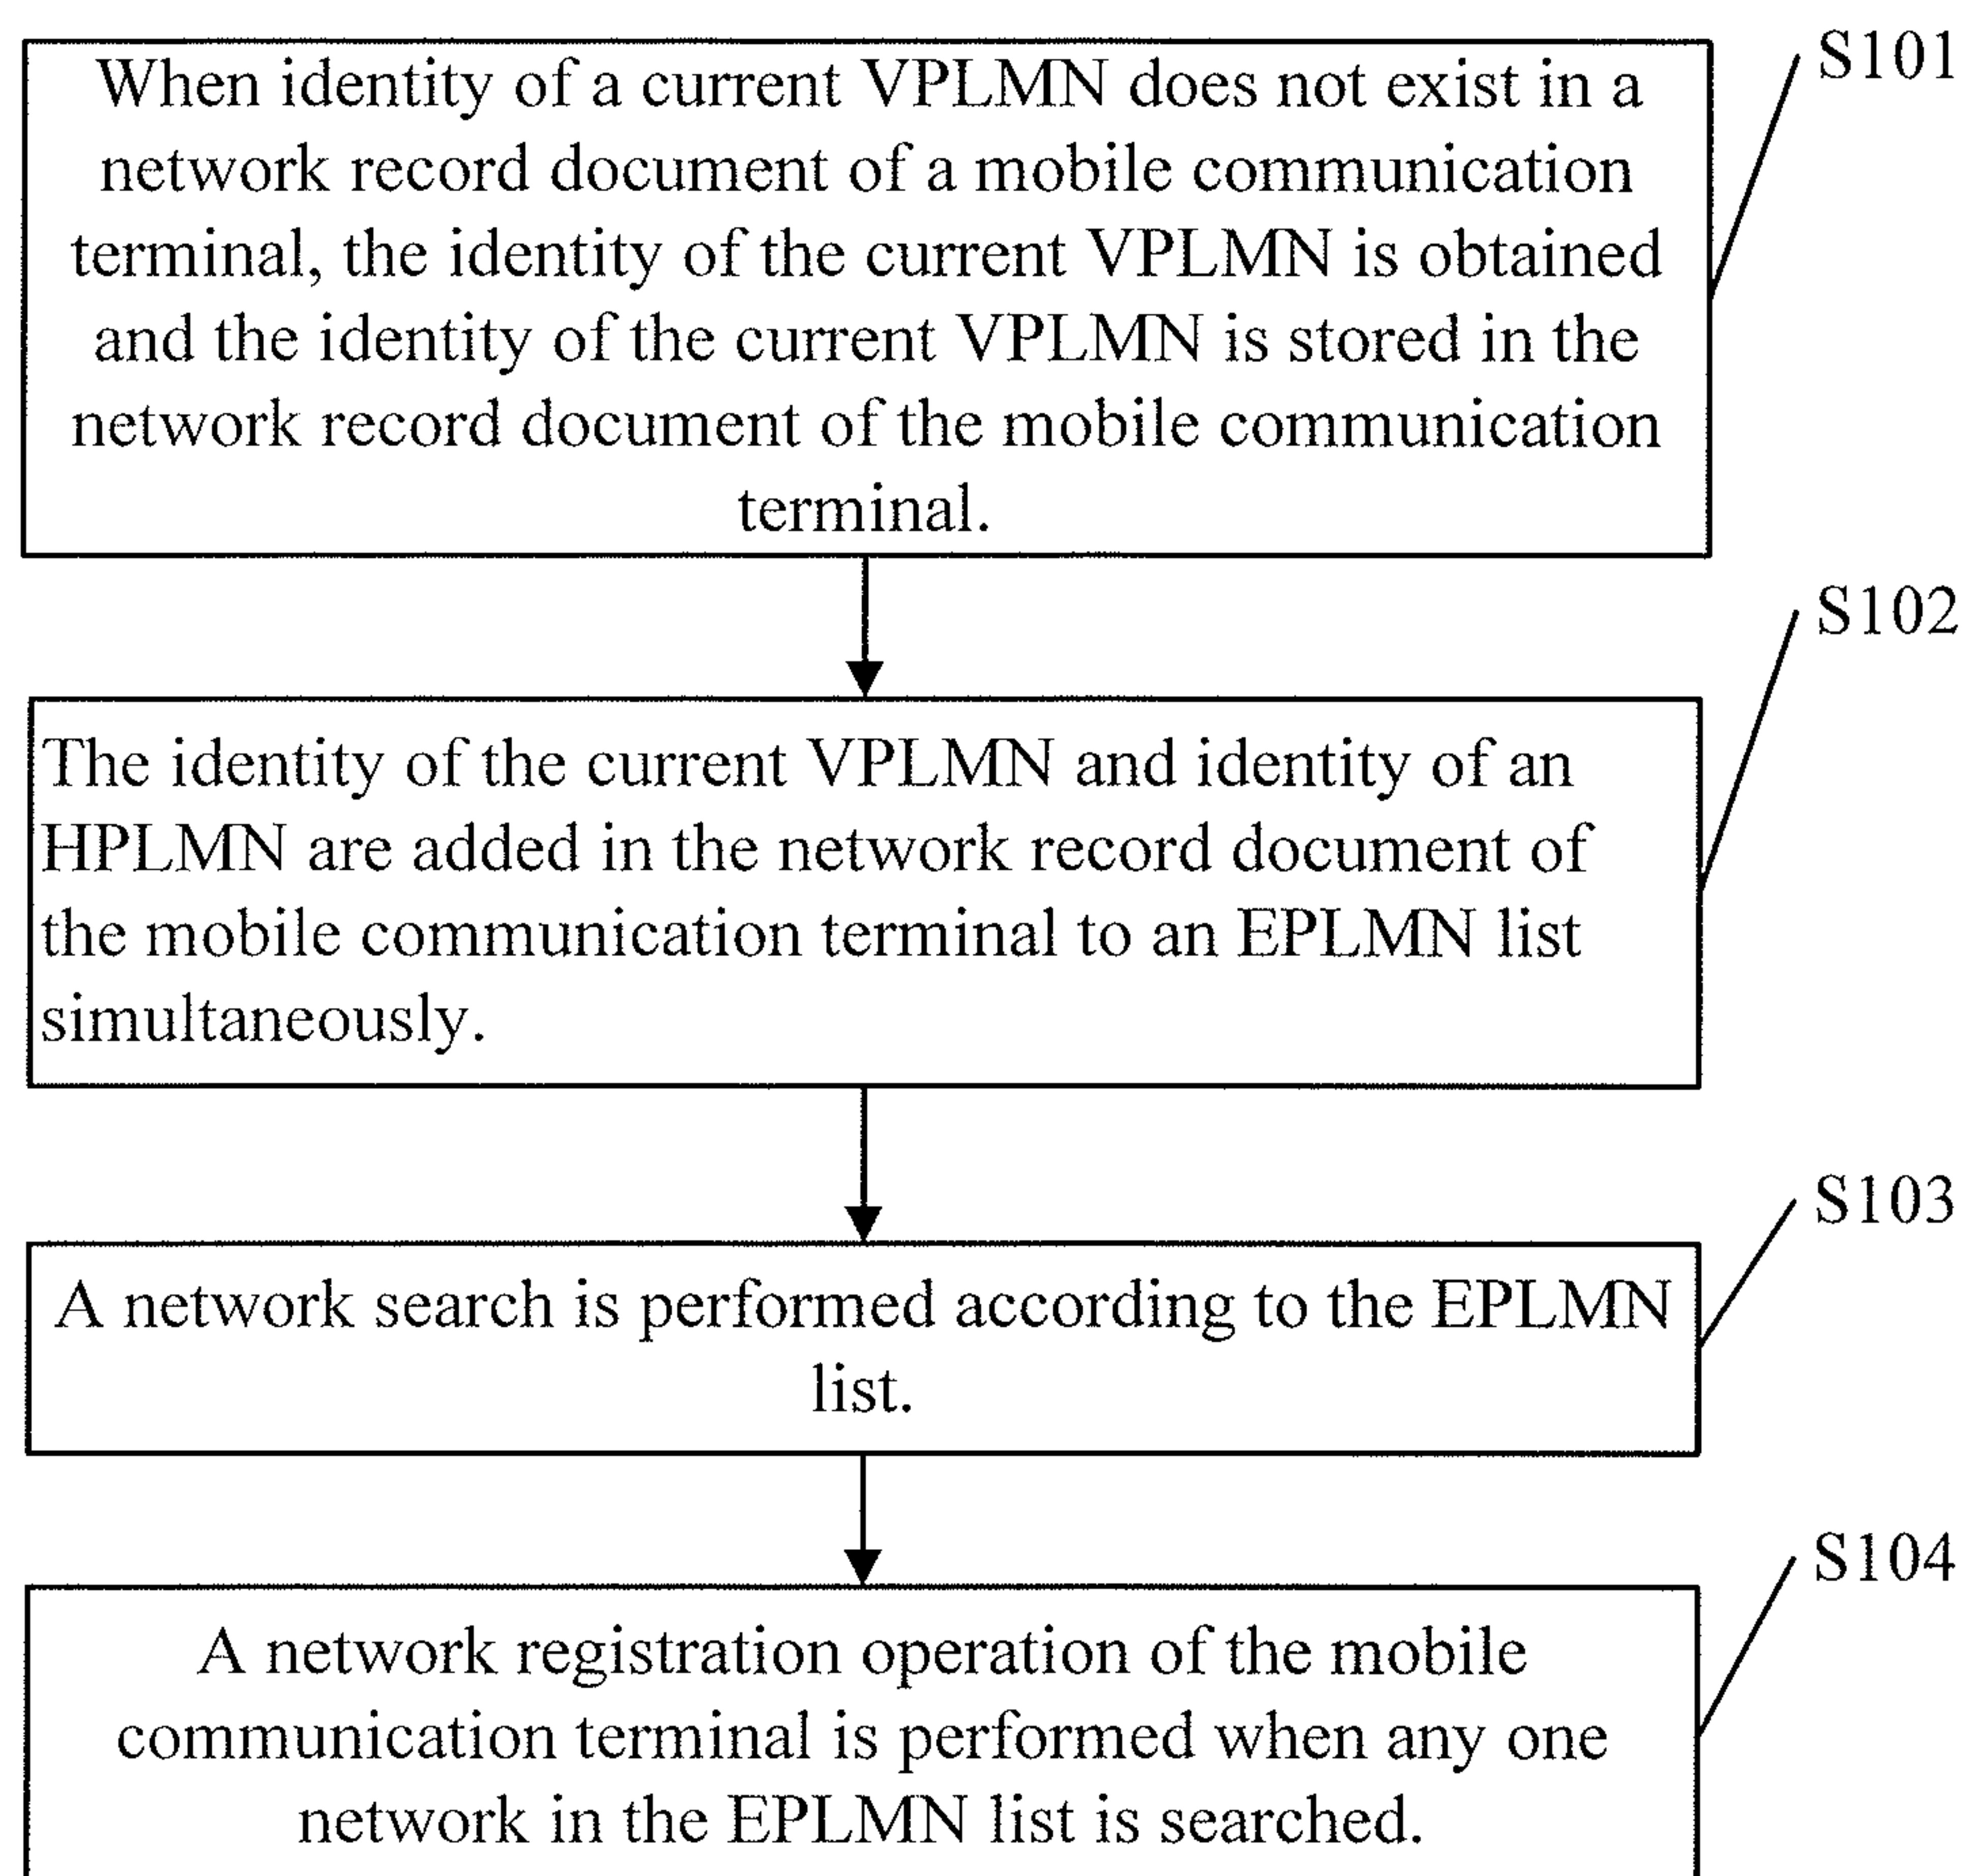 S101
When identity of a current VPLMN does not exist in a
network record document of a mobile communication
terminal, the identity of the current VPLMN is obtained
and the identity of the current VPLMN is stored in the
network record document of the mobile communication
terminal.
S102
The identity of the current VPLMN and identity of an
HPLMN are added in the network record document of
the mobile communication terminal to an EPLMN list
simultaneously.
S103
A network search is performed according to the EPLMN
list.
S104
A network registration operation of the mobile
communication terminal is performed when any one
network in the EPLMN list is searched.